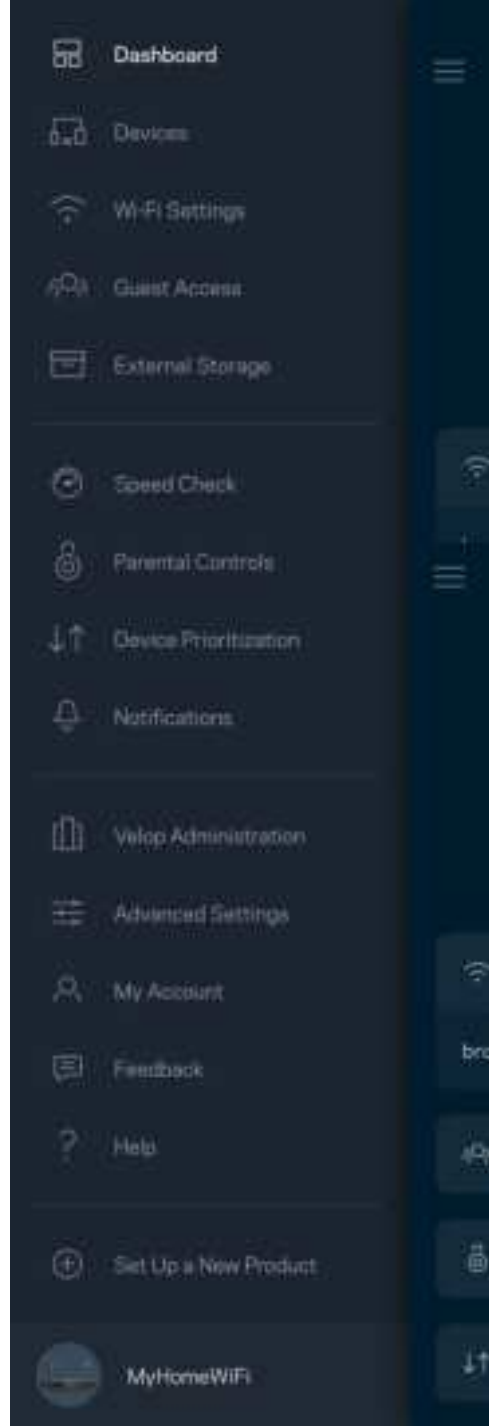 Dashboard
Devices
Wi-Fi Settings
Guest Access
External Storage
Speed Check
Parental Controls
Device Prioritization
Notifications
Velop Administration
Advanced Settings
My Account
Feedback
Help
Set Up a New Product
MyHomeWiFi
bro